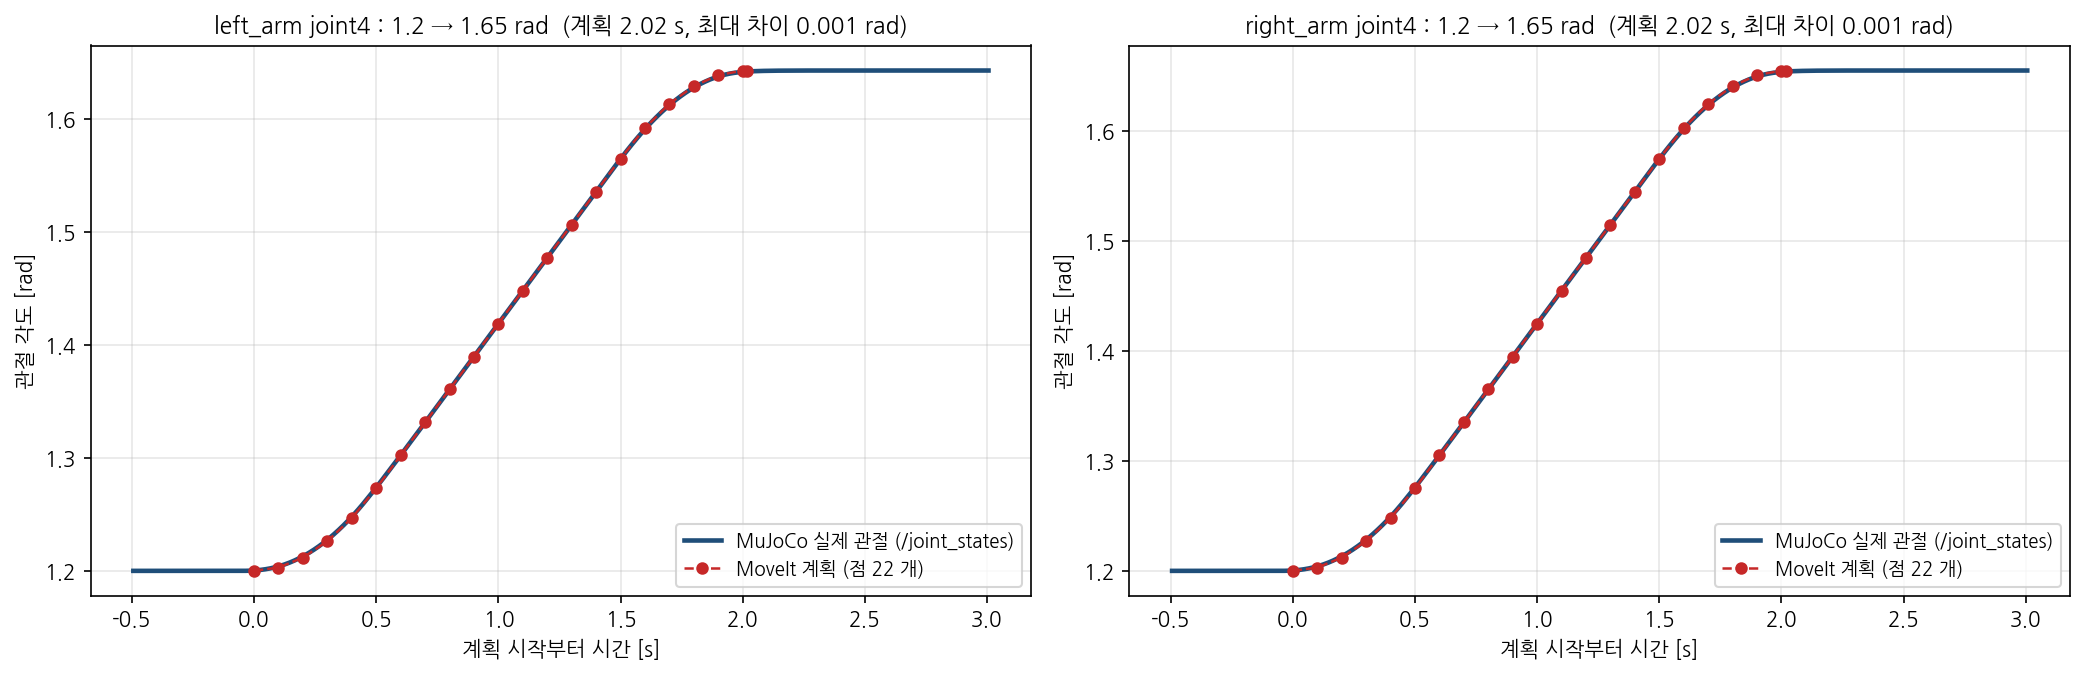 left_arm joint4 : 1.2 → 1.65 rad (계획 2.02 s, 최대 차이 0.001 rad)
관절 각도 [rad]
1.6
1.5
1.4
1.3
1.2
MuJoCo 실제 관절 (/joint_states)
MoveIt 계획 (점 22 개)
-0.5 0.0 0.5 1.0 1.5 2.0 2.5 3.0
계획 시작부터 시간 [s]
right_arm joint4 : 1.2 → 1.65 rad (계획 2.02 s, 최대 차이 0.001 rad)
관절 각도 [rad]
1.6
1.5
1.4
1.3
1.2
MuJoCo 실제 관절 (/joint_states)
MoveIt 계획 (점 22 개)
-0.5 0.0 0.5 1.0 1.5 2.0 2.5 3.0
계획 시작부터 시간 [s]